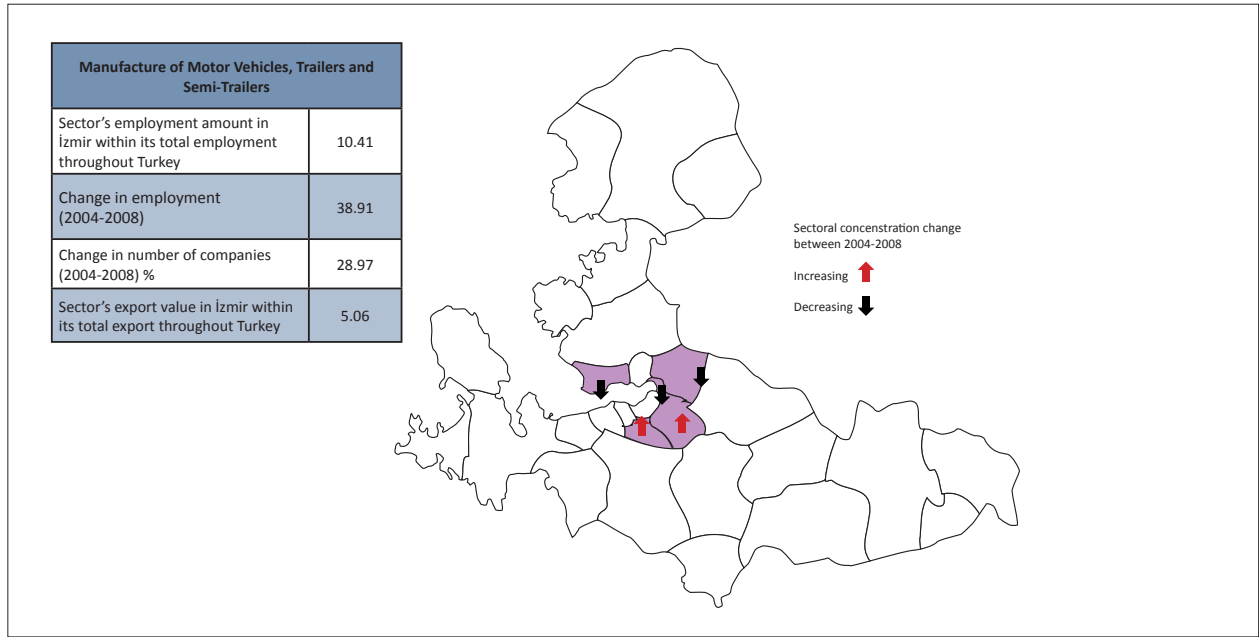 Manufacture of Motor Vehicles, Trailers and
Semi-Trailers
Sector's employment amount in
İzmir within its total employment
throughout Turkey
10.41
Change in employment
(2004-2008)
38.91
Change in number of companies
(2004-2008) %
28.97
Sector's export value in İzmir within
its total export throughout Turkey
5.06
Sectoral concenstration change
between 2004-2008
Increasing
Decreasing